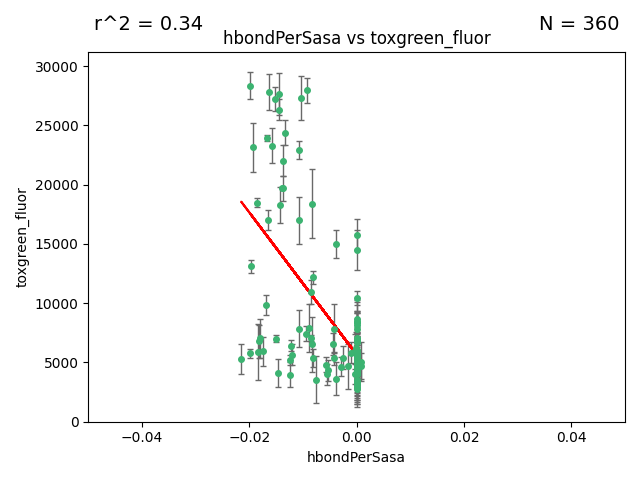 r^2 = 0.34
N = 360
hbondPerSasa vs toxgreen_fluor
30000
25000
20000
15000
10000
5000
0
toxgreen_fluor
−0.04
−0.02
0.00
0.02
0.04
hbondPerSasa